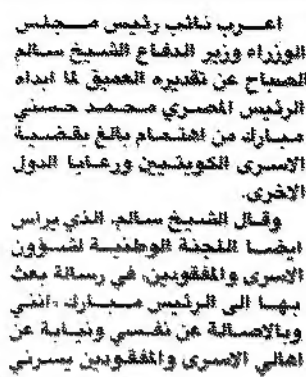 اعرب نائب رئيس مجلس
الوزراء وزير الدفاع الشيخ سالم
الصباح عن تقديره العميق لما ابداه
الرئيس المصري محمد حسني
مبارك من اهتمام بالغ بقضية
الاسرى الكويتيين ورعايا الدول
الاخرى.
وقال الشيخ سالم الذي يراس
ايضا اللجنة الوطنية لشؤون
الاسرى والمفقودين، في رسالة بعث
بها الى الرئيس مبارك «انني
وبالاصالة عن نفسي ونيابة عن
اهالي الاسرى والمفقودين يسرني